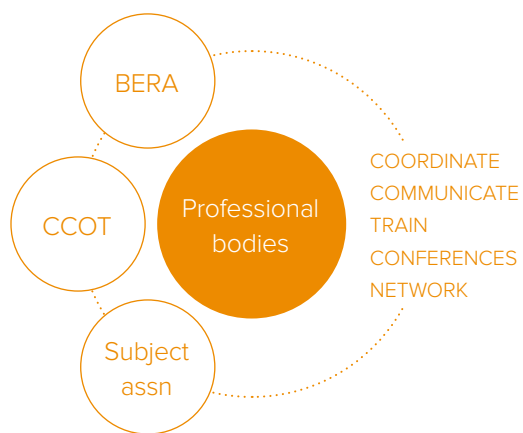 BERA
CCOT
Subject
assn
Professional
bodies
COORDINATE
COMMUNICATE
TRAIN
CONFERENCES
NETWORK